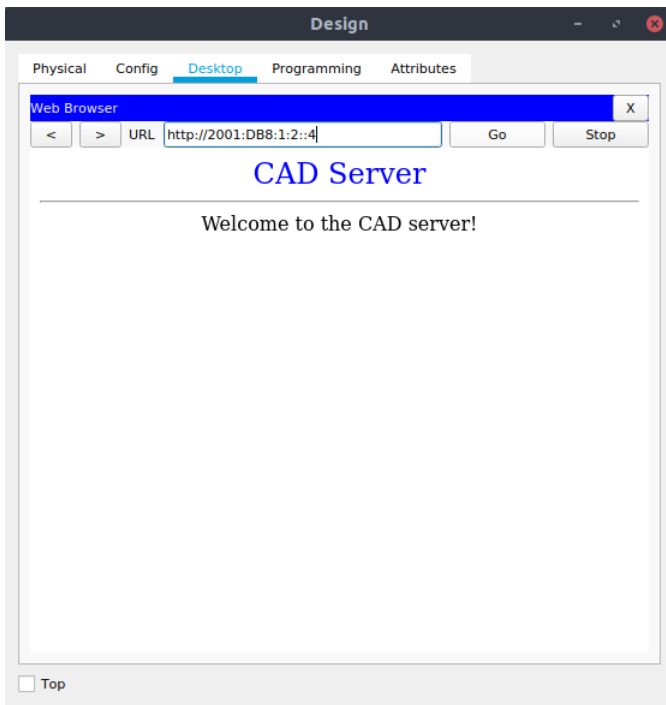 Design
Physical Config Desktop Programming Attributes
Web Browser X
< > URL http://2001:DB8:1:2::4 Go Stop
CAD Server
Welcome to the CAD server!
Top